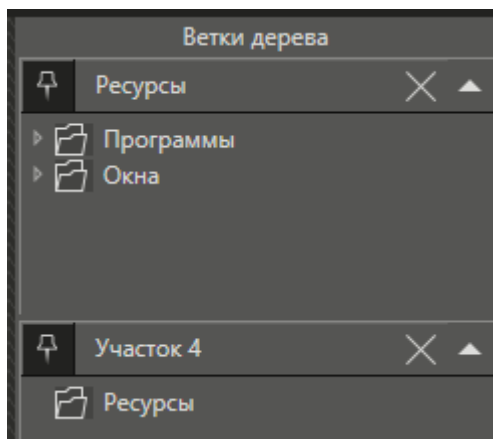 Ветки дерева
Ресурсы
Программы
Окна
Участок 4
Ресурсы